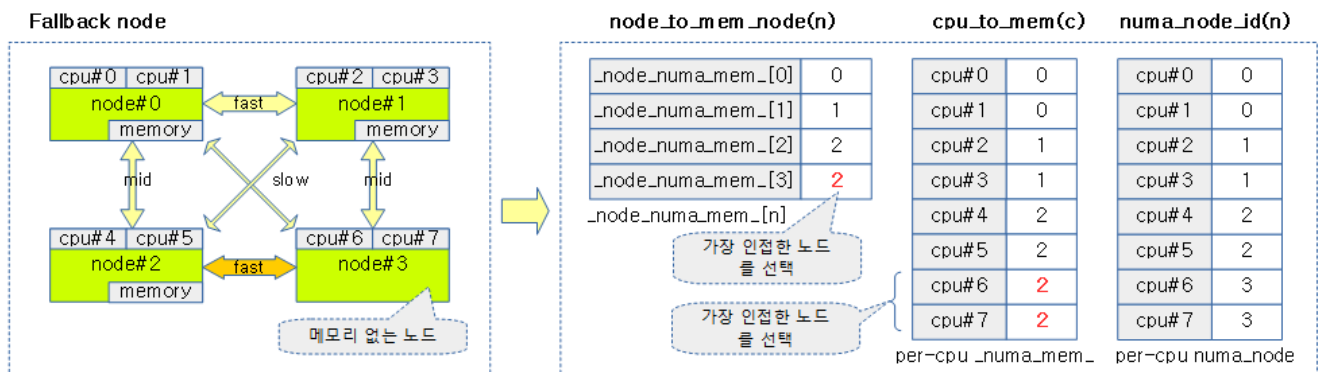 Fallback node
cpu#0 cpu#1
node#0
memory
fast
cpu#2 cpu#3
node#1
memory
mid
slow
mid
cpu#4 cpu#5
node#2
memory
fast
cpu#6 cpu#7
node#3
메모리 없는 노드
node_to_mem_node(n)
_node_numa_mem_[0] 0
_node_numa_mem_[1] 1
_node_numa_mem_[2] 2
_node_numa_mem_[3] 2
_node_numa_mem_[n]
가장 인접한 노드
를 선택
가장 인접한 노드
를 선택
cpu_to_mem(c)
cpu#0 0
cpu#1 0
cpu#2 1
cpu#3 1
cpu#4 2
cpu#5 2
cpu#6 2
cpu#7 2
per-cpu _numa_mem_
numa_node_id(n)
cpu#0 0
cpu#1 0
cpu#2 1
cpu#3 1
cpu#4 2
cpu#5 2
cpu#6 3
cpu#7 3
per-cpu numa_node